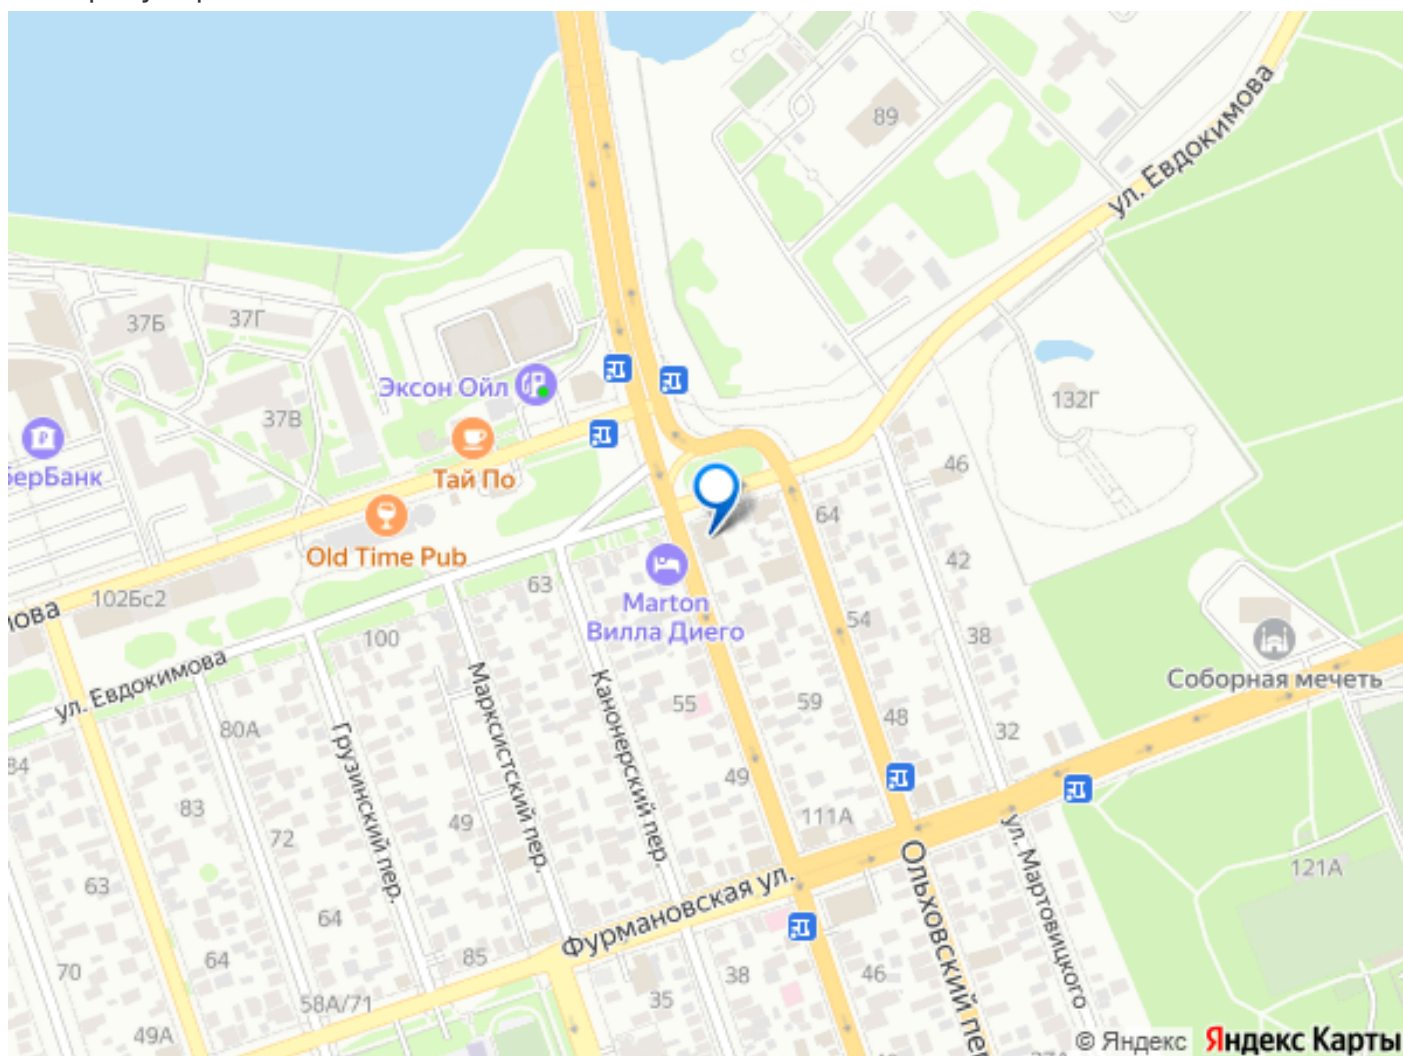 89
ул. Евдокимова
37Б
37Г
Эксон Ойл
132Г
37В
Тай По
ерБанк
46
Old Time Pub
64
42
63
Marton
Вилла Диего
102Бс2
ова
100
54
38
Соборная мечеть
ул. Евдокимова
55
59
48
32
80А
84
Грузинский пер.
Марксистский пер.
Канонерский пер.
49
83
72
49
111А
ул. Мартовицкого
121А
63
64
Фурмановская ул.
Ольховский пер
70
64
85
58А/71
38
46
35
49А
© Яндекс
Яндекс Карты